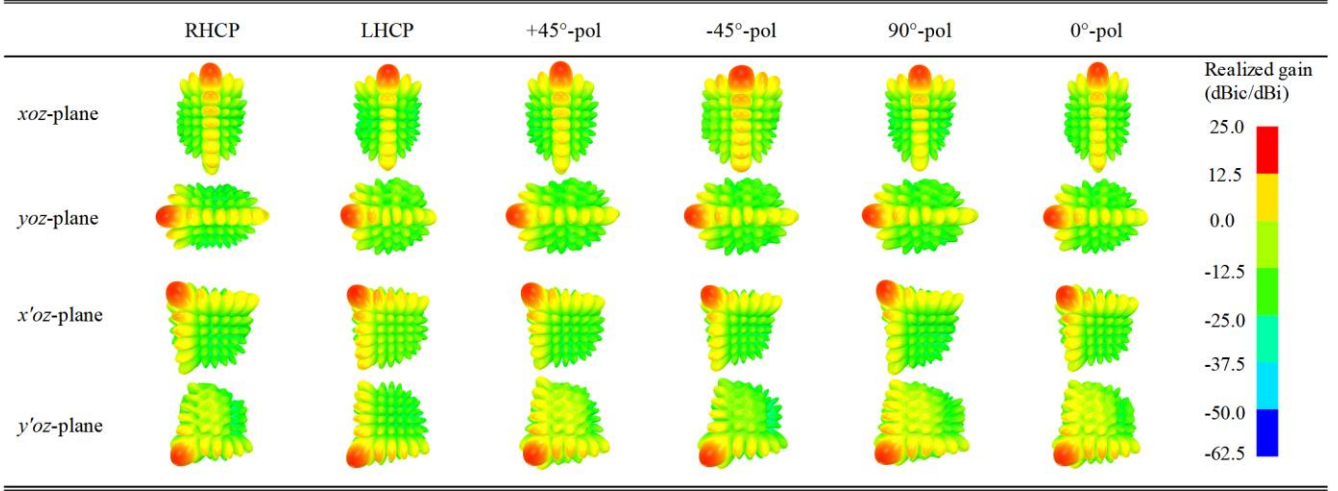 RHCP LHCP +45°-pol -45°-pol 90°-pol 0°-pol
Realized gain
(dBic/dBi)
xoz-plane
25.0
12.5
yoz-plane
0.0
-12.5
x'oz-plane
-25.0
-37.5
y'oz-plane
-50.0
-62.5